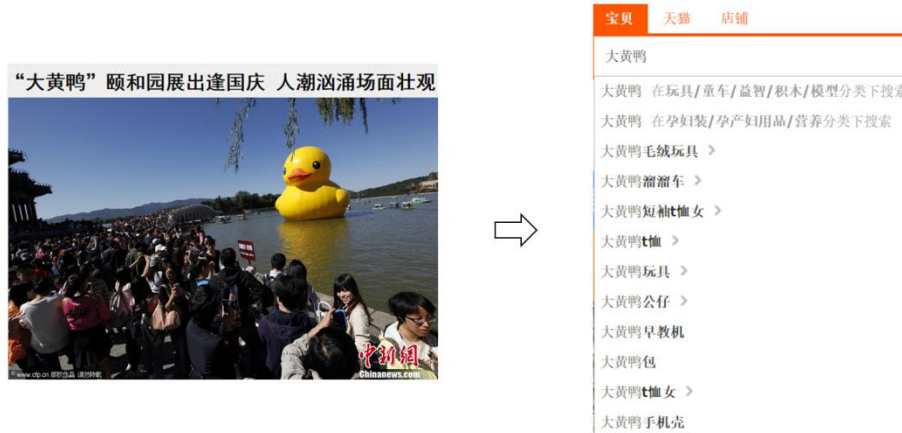 “大黄鸭”颐和园展出逢国庆 人潮汹涌场面壮观
中新网
Chinanews.com
宝贝 天猫 店铺
大黄鸭
大黄鸭 在玩具/童车/益智/积木/模型分类下搜索
大黄鸭 在孕妇装/孕产妇用品/营养分类下搜索
大黄鸭毛绒玩具
大黄鸭溜溜车
大黄鸭短袖t恤女
大黄鸭t恤
大黄鸭玩具
大黄鸭公仔
大黄鸭早教机
大黄鸭包
大黄鸭t恤女
大黄鸭手机壳